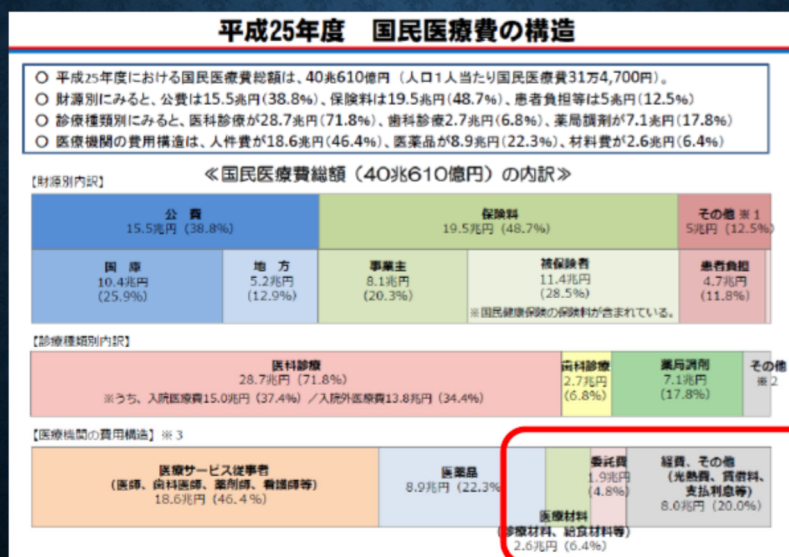 平成25年度 国民医療費の構造
○ 平成25年度における国民医療費総額は、40兆610億円（人口1人当たり国民医療費31万4,700円）。
○ 財源別にみると、公費は15.5兆円(38.8%)、保険料は19.5兆円(48.7%)、患者負担等は5兆円(12.5%)
○ 診療種類別にみると、医科診療が28.7兆円(71.8%)、歯科診療2.7兆円(6.8%)、薬局調剤が7.1兆円(17.8%)
○ 医療機関の費用構造は、人件費が18.6兆円(46.4%)、医薬品が8.9兆円(22.3%)、材料費が2.6兆円(6.4%)
≪国民医療費総額（40兆610億円）の内訳≫
【財源別内訳】
公 費
15.5兆円 (38.8%)
保険料
19.5兆円 (48.7%)
その他 ※1
5兆円 (12.5%)
国 庫
10.4兆円
(25.9%)
地 方
5.2兆円
(12.9%)
事業主
8.1兆円
(20.3%)
被保険者
11.4兆円
(28.5%)
※国民健康保険の保険料が含まれている。
患者負担
4.7兆円
(11.8%)
【診療種類別内訳】
医科診療
28.7兆円 (71.8%)
※うち、入院医療費15.0兆円 (37.4%) ／入院外医療費13.8兆円 (34.4%)
歯科診療
2.7兆円
(6.8%)
薬局調剤
7.1兆円
(17.8%)
その他
※2
【医療機関の費用構造】※3
医療サービス従事者
(医師、歯科医師、薬剤師、看護師等)
18.6兆円 (46.4%)
医薬品
8.9兆円 (22.3%
医療材料
(診療材料、給食材料等)
2.6兆円 (6.4%)
委託費
1.9兆円
(4.8%)
経費、その他
(光熱費、賃借料、
支払利息等)
8.0兆円 (20.0%)